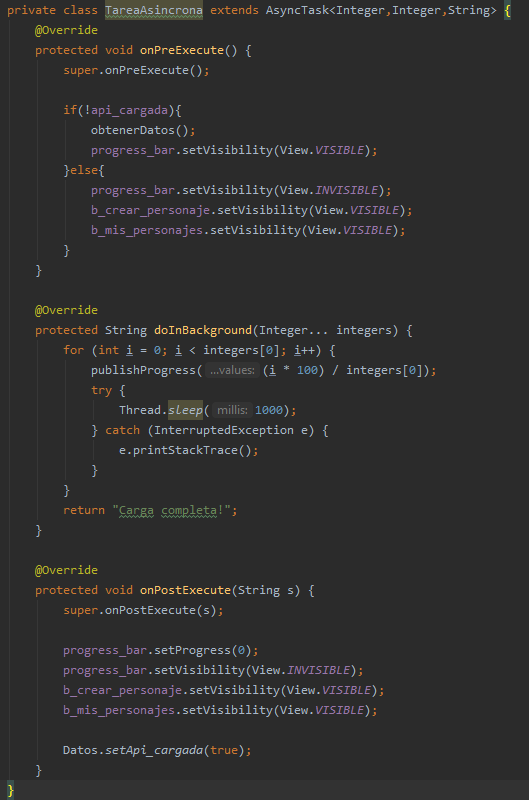 private class TareaAsincrona extends AsyncTask<Integer,Integer,String> {
@Override
protected void onPreExecute() {
super.onPreExecute();
if(!api_cargada){
obtenerDatos();
progress_bar.setVisibility(View.VISIBLE);
}else{
progress_bar.setVisibility(View.INVISIBLE);
b_crear_personaje.setVisibility(View.VISIBLE);
b_mis_personajes.setVisibility(View.VISIBLE);
}
}
@Override
protected String doInBackground(Integer... integers) {
for (int i = 0; i < integers[0]; i++) {
publishProgress( ...values: (i * 100) / integers[0]);
try {
Thread.sleep( millis: 1000);
} catch (InterruptedException e) {
e.printStackTrace();
}
}
return "Carga completa!";
}
@Override
protected void onPostExecute(String s) {
super.onPostExecute(s);
progress_bar.setProgress(0);
progress_bar.setVisibility(View.INVISIBLE);
b_crear_personaje.setVisibility(View.VISIBLE);
b_mis_personajes.setVisibility(View.VISIBLE);
Datos.setApi_cargada(true);
}
}